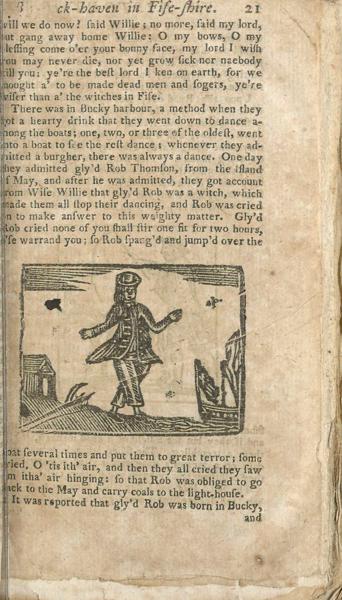 ck-haven in Fife-ſhire. 21
will we do now? ſaid Willie; no more, ſaid my lord,
but gang away home Willie: O my bows, O my
bleſſing come o'er your bonny face, my lord I wiſh
you may never die, nor yet grow ſick nor naebody
kill you; ye're the beſt lord I ken on earth, for we
thought a' to be made dead men and ſogers, ye're
wiſer than a' the witches in Fife.
There was in Bucky harbour, a method when they
got a hearty drink that they went down to dance a-
mong the boats; one, two, or three of the oldeſt, went
into a boat to ſee the reſt dance; whenever they ad-
mitted a burgher, there was always a dance. One day
they admitted gly'd Rob Thomſon, from the iſland
of May, and after he was admitted, they got account
from Wiſe Willie that gly'd Rob was a witch, which
made them all ſtop their dancing, and Rob was cried
on to make anſwer to this waighty matter. Gly'd
Rob cried none of you ſhall ſtir one fit for two hours,
I'ſe warrand you; ſo Rob ſpang'd and jump'd over the
boat ſeveral times and put them to great terror; ſome
cried, O 'tis ith' air, and then they all cried they ſaw
m itha' air hinging: ſo that Rob was obliged to go
back to the May and carry coals to the light-houſe.
It was reported that gly'd Rob was born in Bucky,
and